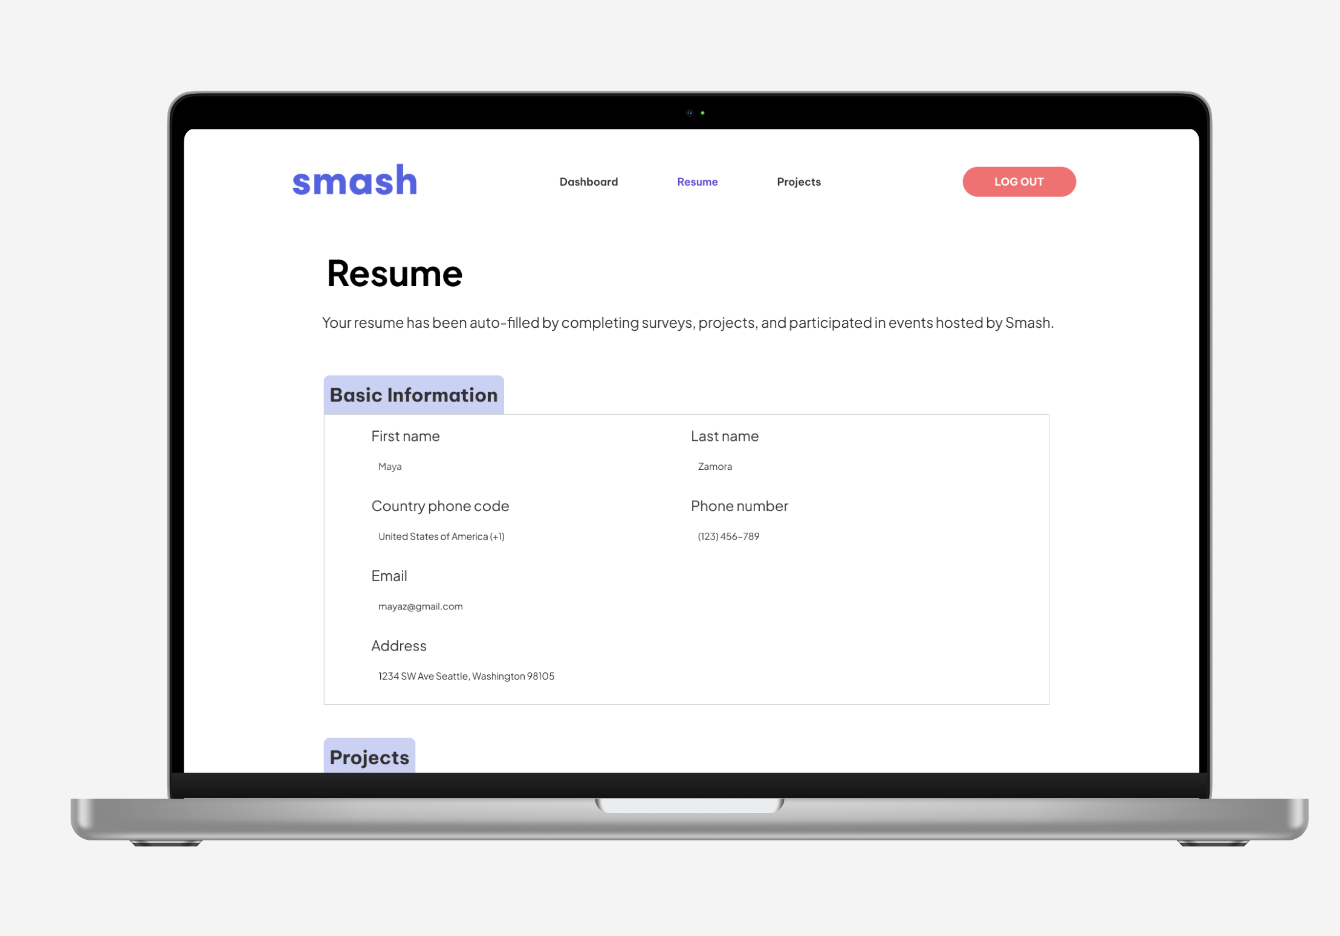 smash
Dashboard
Resume
Projects
LOG OUT
Resume
Your resume has been auto-filled by completing surveys, projects, and participated in events hosted by Smash.
Basic Information
First name
Last name
Maya
Zamora
Country phone code
Phone number
United States of America (+1)
(123) 456-789
Email
mayaz@gmail.com
Address
1234 SW Ave Seattle, Washington 98105
Projects